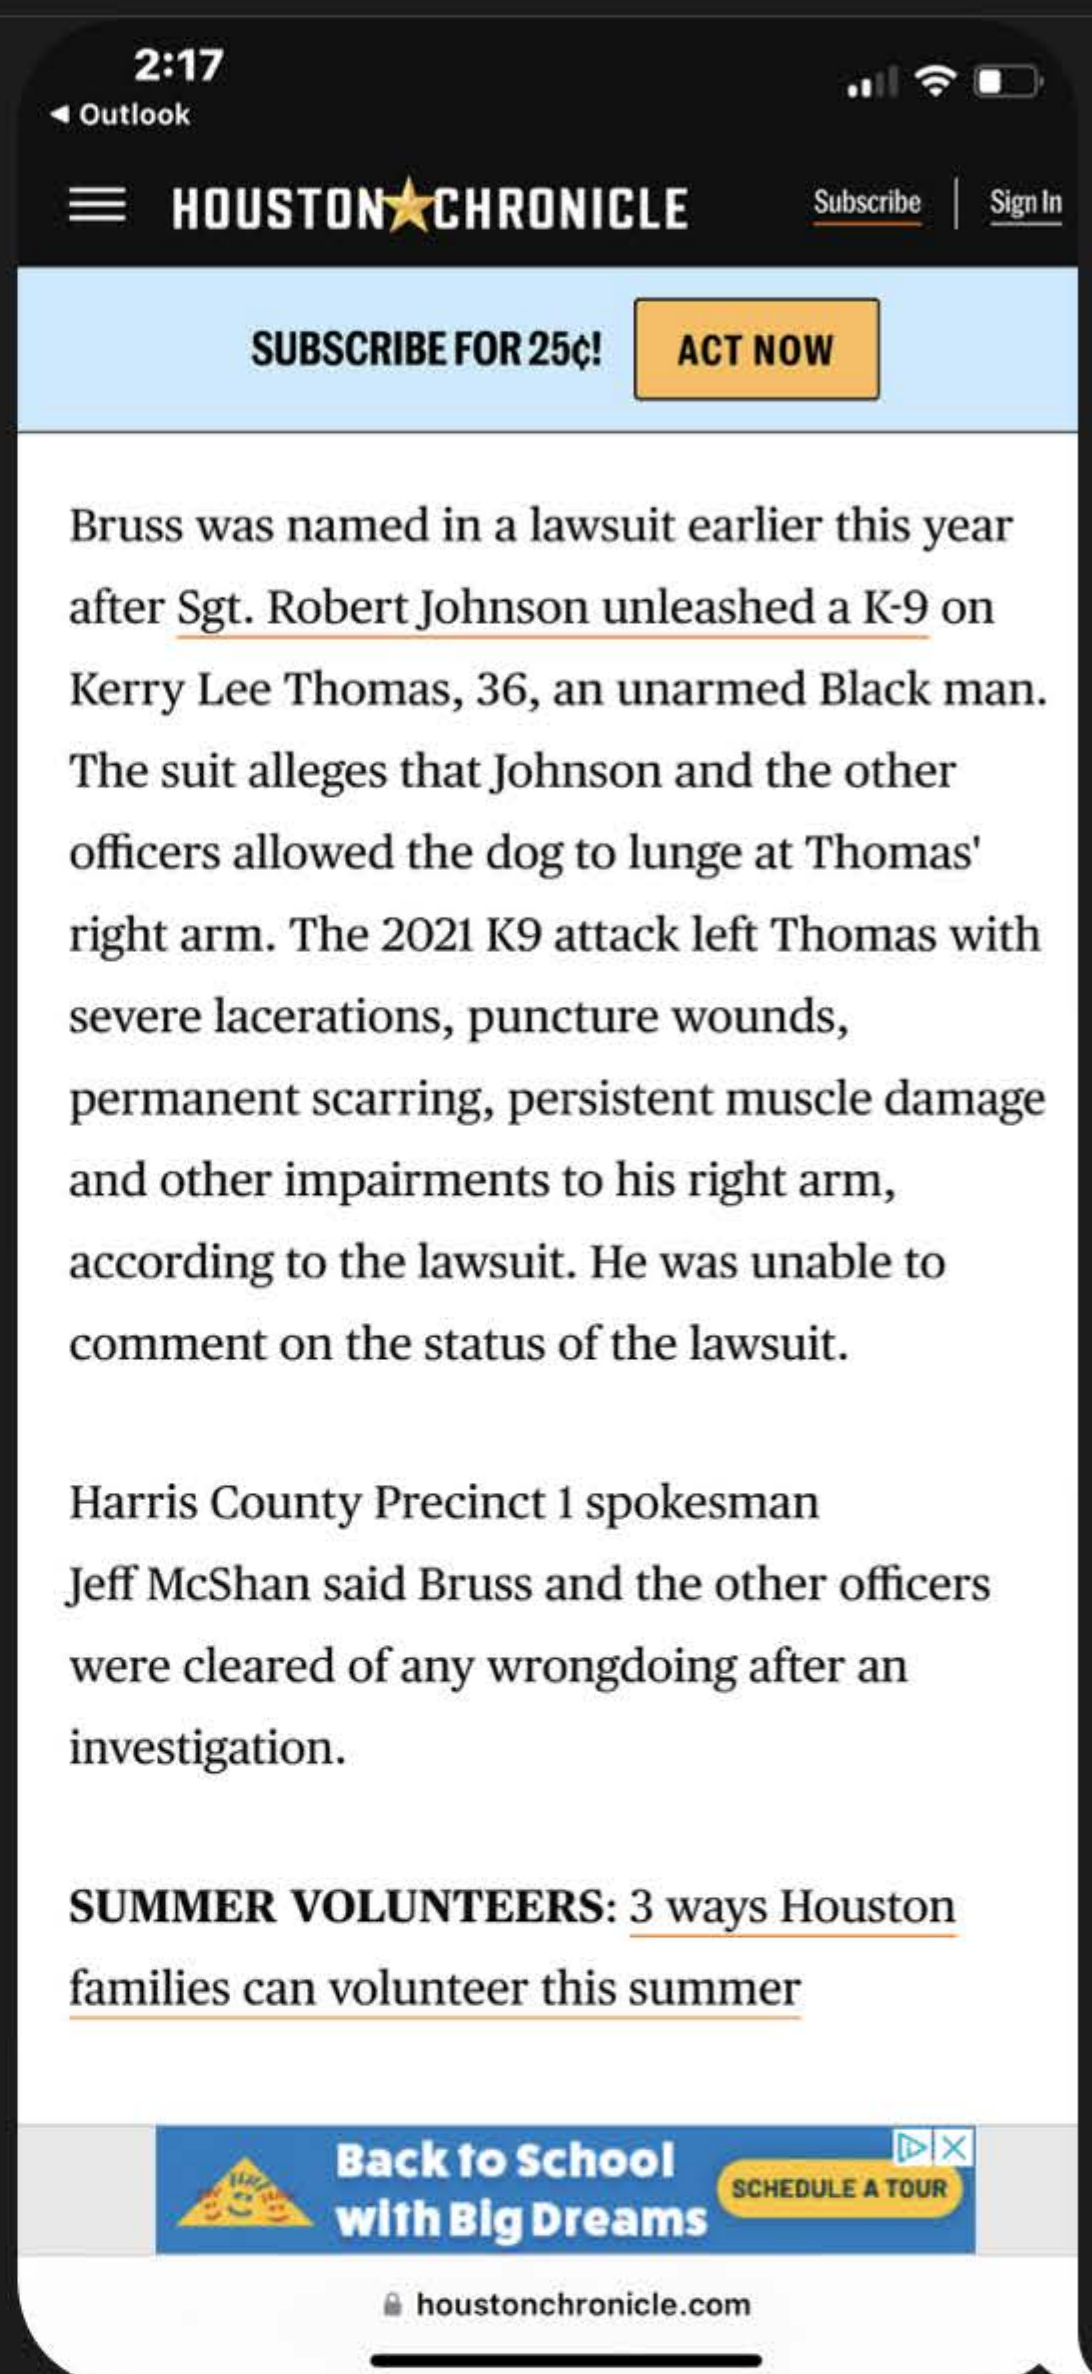 2:17
◄ Outlook
HOUSTON★CHRONICLE Subscribe | Sign In
SUBSCRIBE FOR 25¢! ACT NOW
Bruss was named in a lawsuit earlier this year
after Sgt. Robert Johnson unleashed a K-9 on
Kerry Lee Thomas, 36, an unarmed Black man.
The suit alleges that Johnson and the other
officers allowed the dog to lunge at Thomas'
right arm. The 2021 K9 attack left Thomas with
severe lacerations, puncture wounds,
permanent scarring, persistent muscle damage
and other impairments to his right arm,
according to the lawsuit. He was unable to
comment on the status of the lawsuit.
Harris County Precinct 1 spokesman
Jeff McShan said Bruss and the other officers
were cleared of any wrongdoing after an
investigation.
SUMMER VOLUNTEERS: 3 ways Houston
families can volunteer this summer
Back to School
with Big Dreams
SCHEDULE A TOUR
houstonchronicle.com